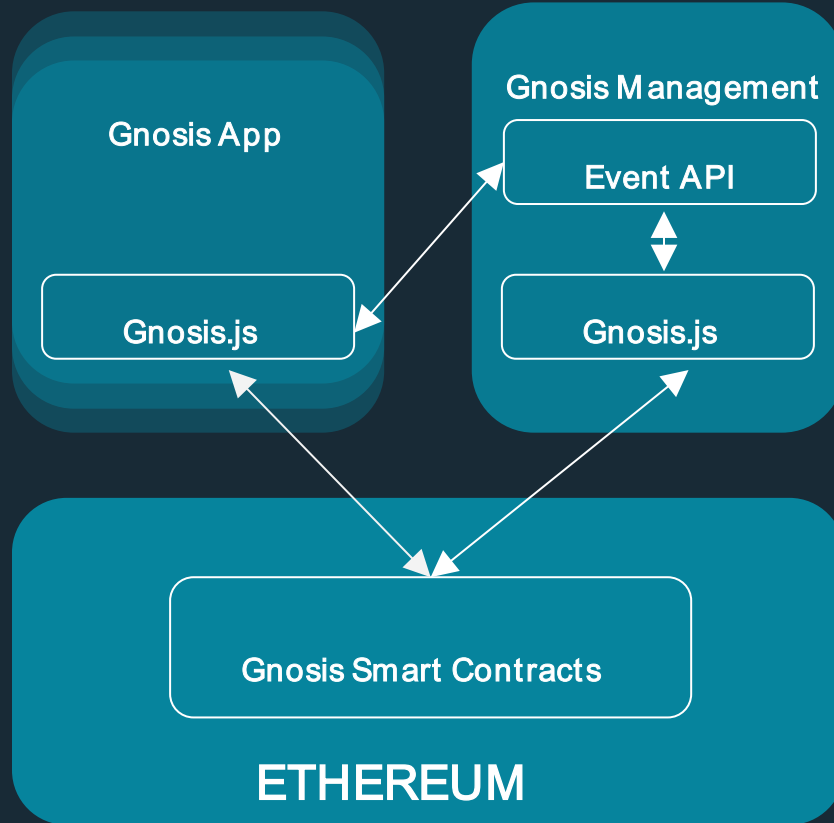 Gnosis App
Gnosis.js
Gnosis Management
Event API
Gnosis.js
Gnosis Smart Contracts
ETHEREUM